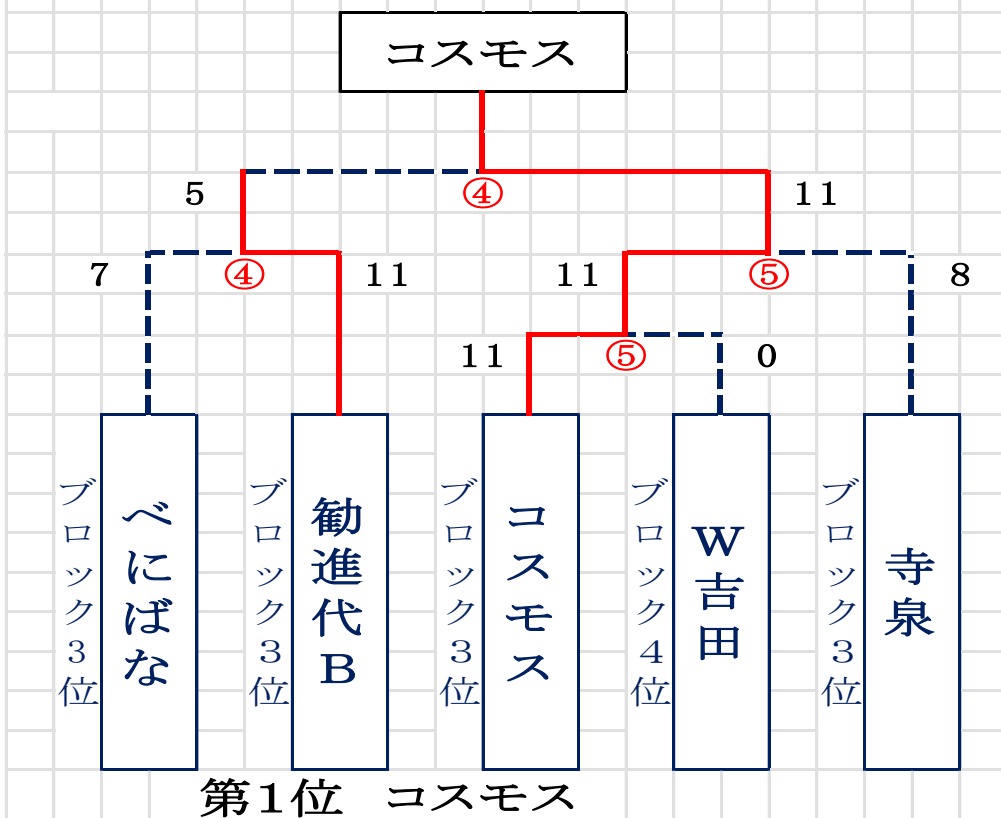 コスモス
5 ④ 11
7 ④ 11 11 ⑤ 8
11 ⑤ 0
ブロック3位
べにばな
ブロック3位
勧進代B
ブロック3位
コスモス
ブロック4位
W吉田
ブロック3位
寺泉
第1位 コスモス